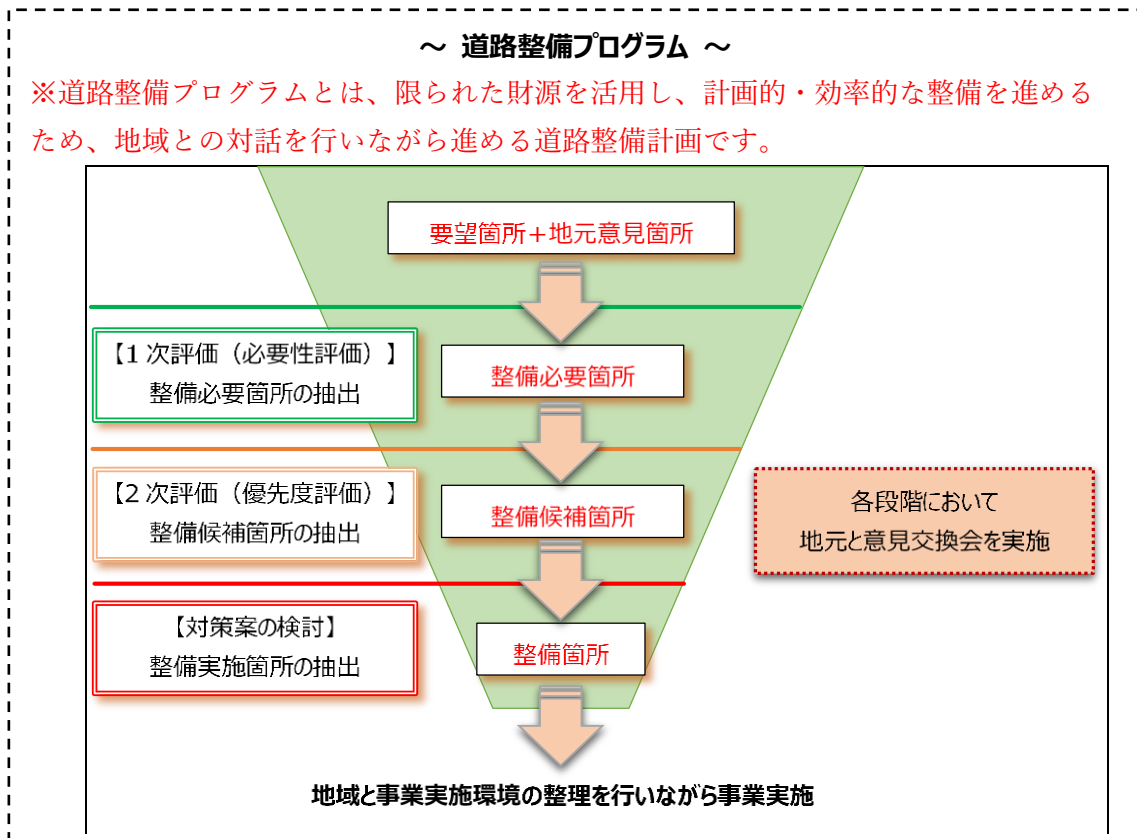 ～ 道路整備プログラム ～
※道路整備プログラムとは、限られた財源を活用し、計画的・効率的な整備を進める
ため、地域との対話を行いながら進める道路整備計画です。
要望箇所＋地元意見箇所
【1 次評価（必要性評価）】
整備必要箇所の抽出
整備必要箇所
【2 次評価（優先度評価）】
整備候補箇所の抽出
整備候補箇所
各段階において
地元と意見交換会を実施
【対策案の検討】
整備実施箇所の抽出
整備箇所
地域と事業実施環境の整理を行いながら事業実施